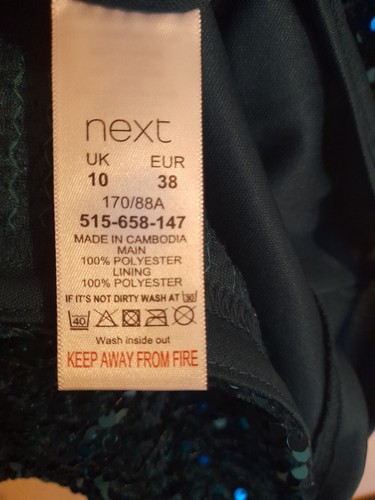 next
UK EUR
10 38
170/88A
515-658-147
MADE IN CAMBODIA
MAIN
100% POLYESTER
LINING
100% POLYESTER
IF IT'S NOT DIRTY WASH AT 30
40
Wash inside out
KEEP AWAY FROM FIRE